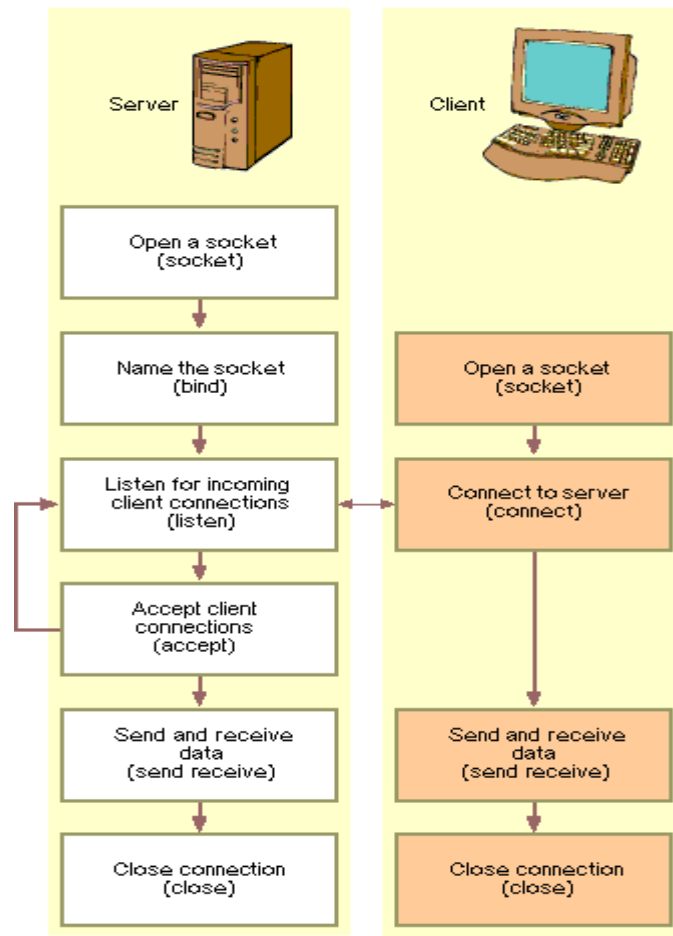 Server
Client
Open a socket
(socket)
Name the socket
(bind)
Open a socket
(socket)
Listen for incoming
client connections
(listen)
Connect to server
(connect)
Accept client
connections
(accept)
Send and receive
data
(send receive)
Send and receive
data
(send receive)
Close connection
(close)
Close connection
(close)